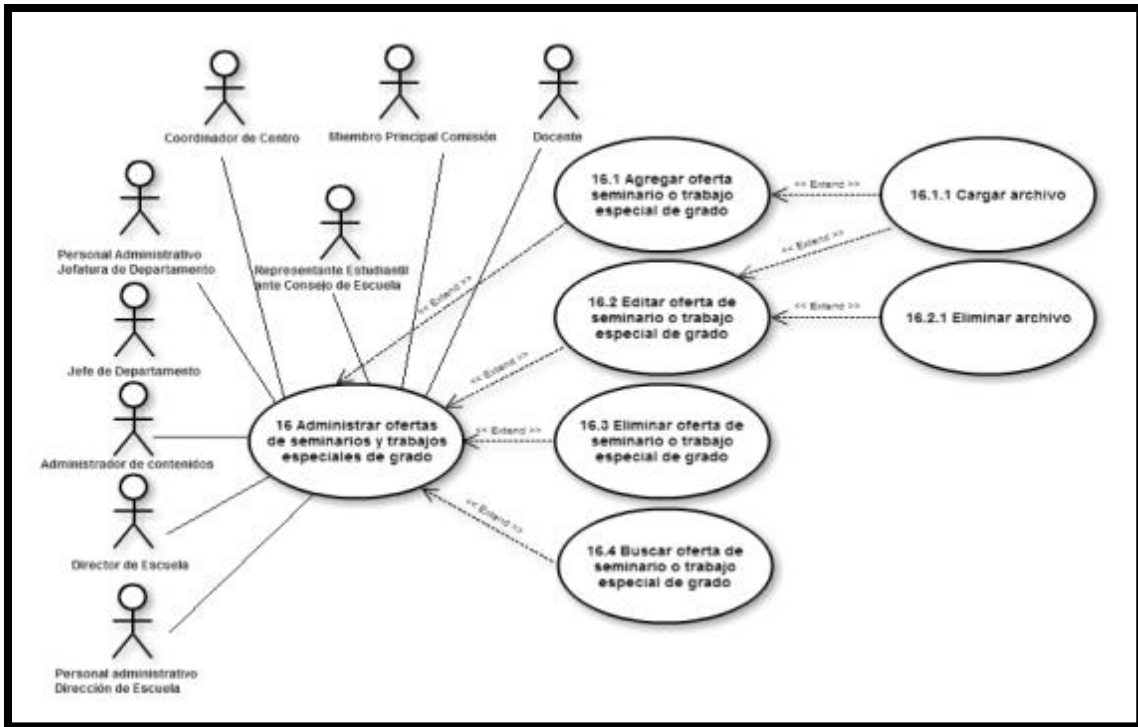 Coordinador de Centro
Miembro Principal Comisión
Docente
Personal Administrativo
Jefatura de Departamento
Representante Estudiantil
ante Consejo de Escuela
Jefe de Departamento
Administrador de contenidos
Director de Escuela
Personal administrativo
Dirección de Escuela
16 Administrar ofertas
de seminarios y trabajos
especiales de grado
16.1 Agregar oferta
seminario o trabajo
especial de grado
<< Extend >>
16.1.1 Cargar archivo
<< Extend >>
<< Extend >>
16.2 Editar oferta de
seminario o trabajo
especial de grado
<< Extend >>
16.2.1 Eliminar archivo
<< Extend >>
<< Extend >>
16.3 Eliminar oferta de
seminario o trabajo
especial de grado
<< Extend >>
16.4 Buscar oferta de
seminario o trabajo
especial de grado